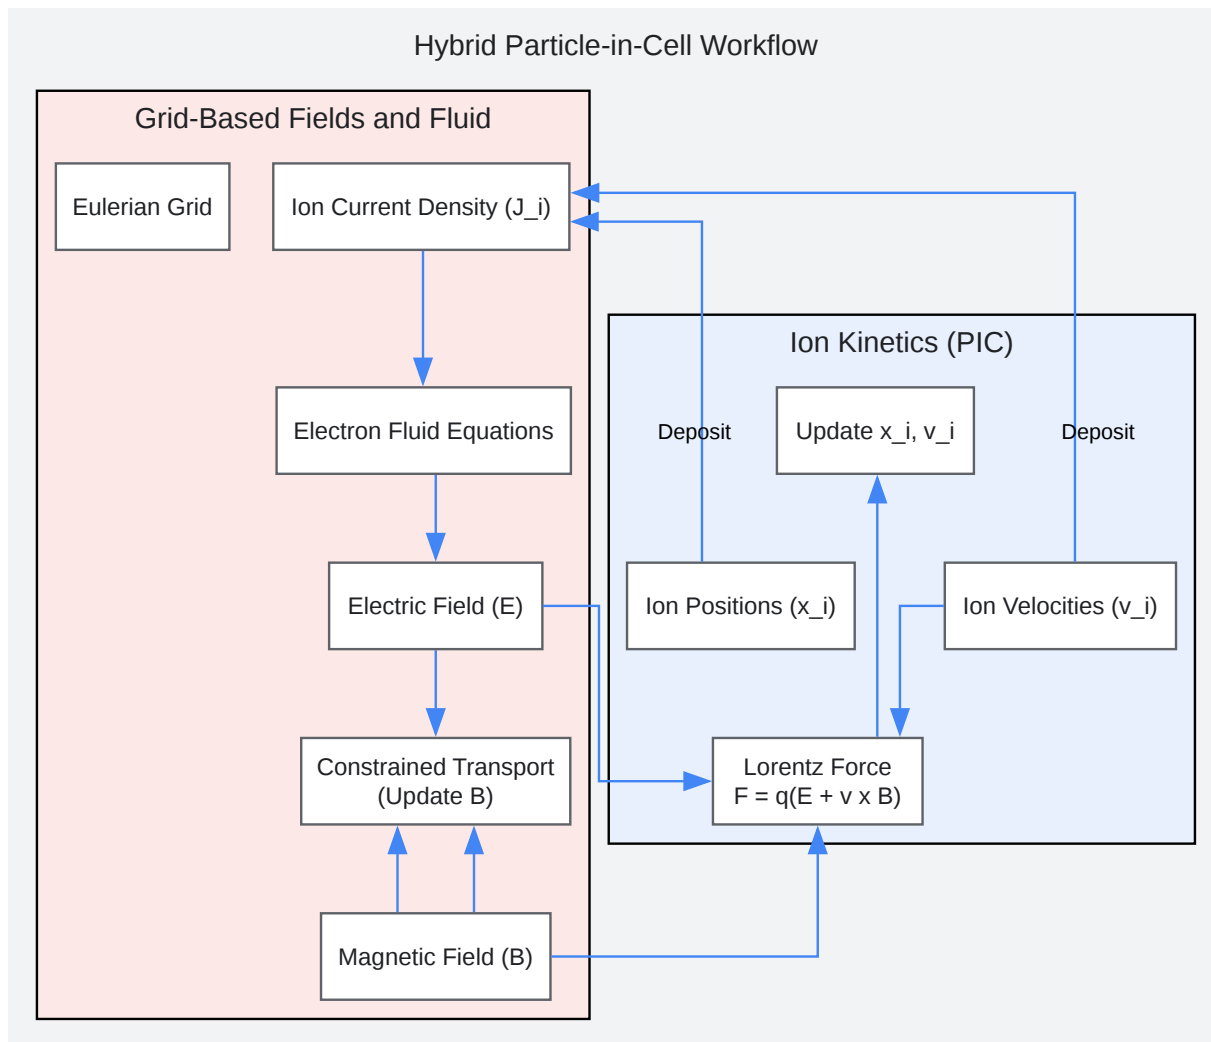 Hybrid Particle-in-Cell Workflow
Grid-Based Fields and Fluid
Eulerian Grid
Ion Current Density (J_i)
Ion Kinetics (PIC)
Electron Fluid Equations
Deposit
Update x_i, v_i
Deposit
Electric Field (E)
Ion Positions (x_i)
Ion Velocities (v_i)
Constrained Transport
(Update B)
Lorentz Force
F = q(E + v x B)
Magnetic Field (B)